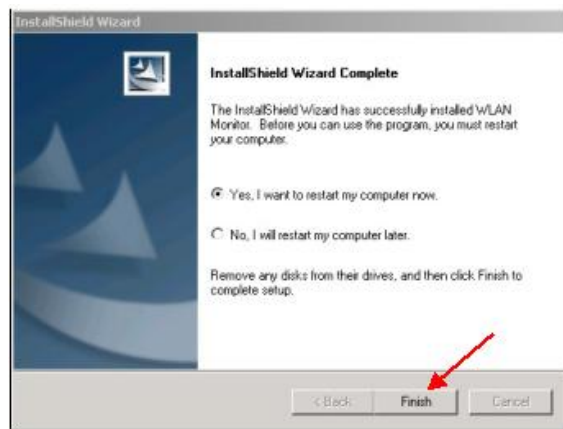 InstallShield Wizard
InstallShield Wizard Complete
The InstallShield Wizard has successfully installed WLAN
Monitor. Before you can use the program, you must restart
your computer.
Yes, I want to restart my computer now.
No, I will restart my computer later.
Remove any disks from their drives, and then click Finish to
complete setup.
< Back
Finish
Cancel